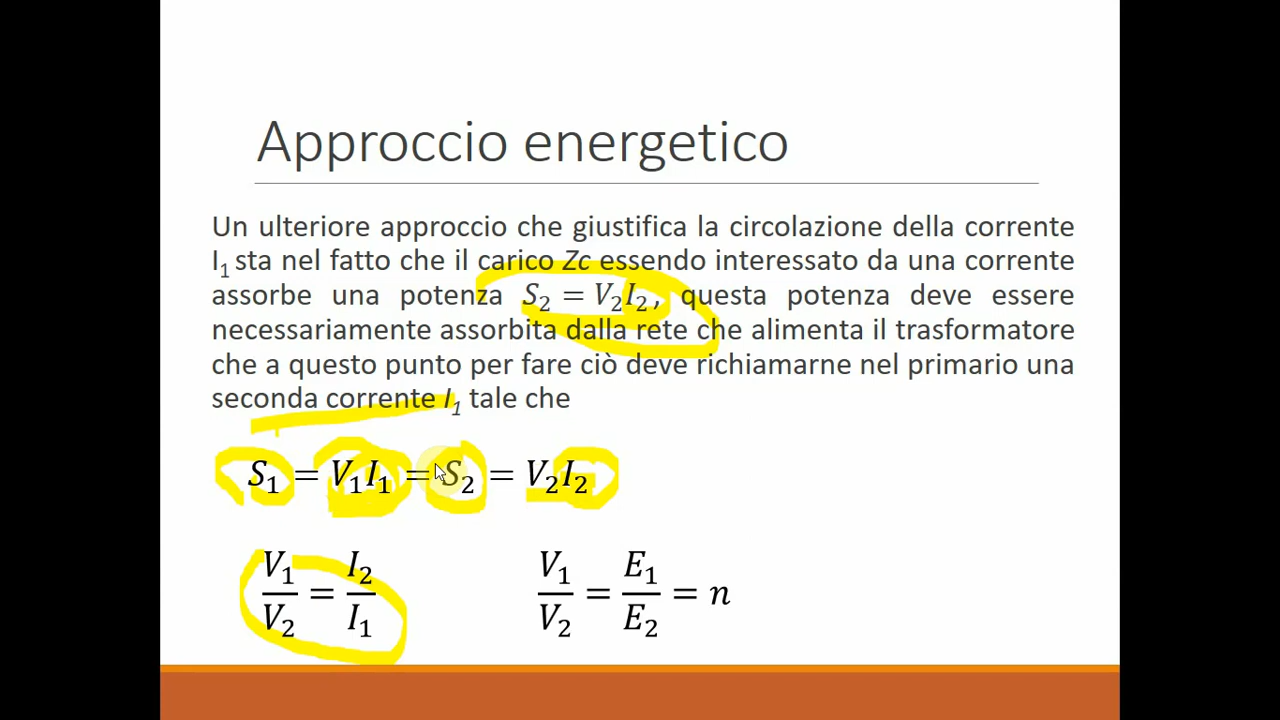 Approccio energetico
Un ulteriore approccio che giustifica la circolazione della corrente
I₁ sta nel fatto che il carico Zc essendo interessato da una corrente
assorbe una potenza S₂ = V₂I₂, questa potenza deve essere
necessariamente assorbita dalla rete che alimenta il trasformatore
che a questo punto per fare ciò deve richiamarne nel primario una
seconda corrente I₁ tale che
S₁ = V₁I₁ = S₂ = V₂I₂
V₁/V₂ = I₂/I₁
V₁/V₂ = E₁/E₂ = n